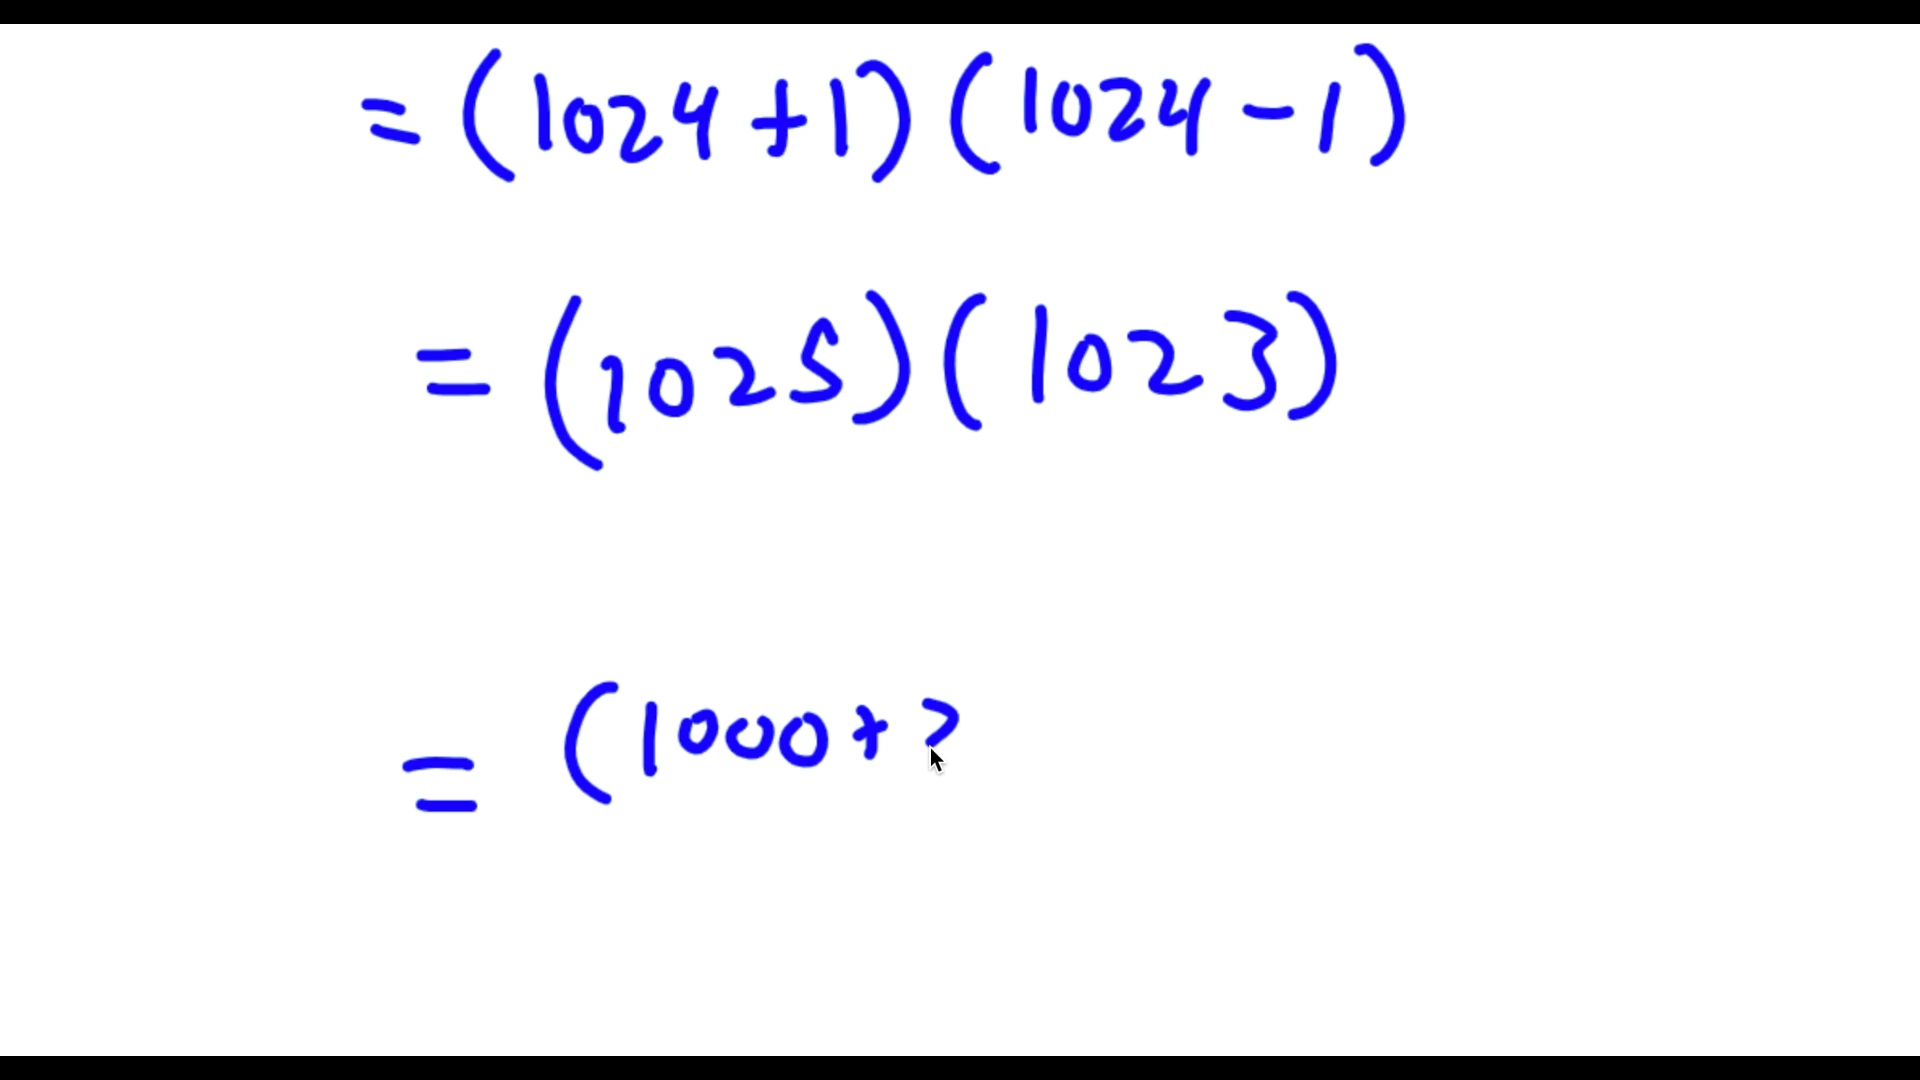 = (1024 + 1) (1024 - 1)
= (1025) (1023)
= (1000 + 2